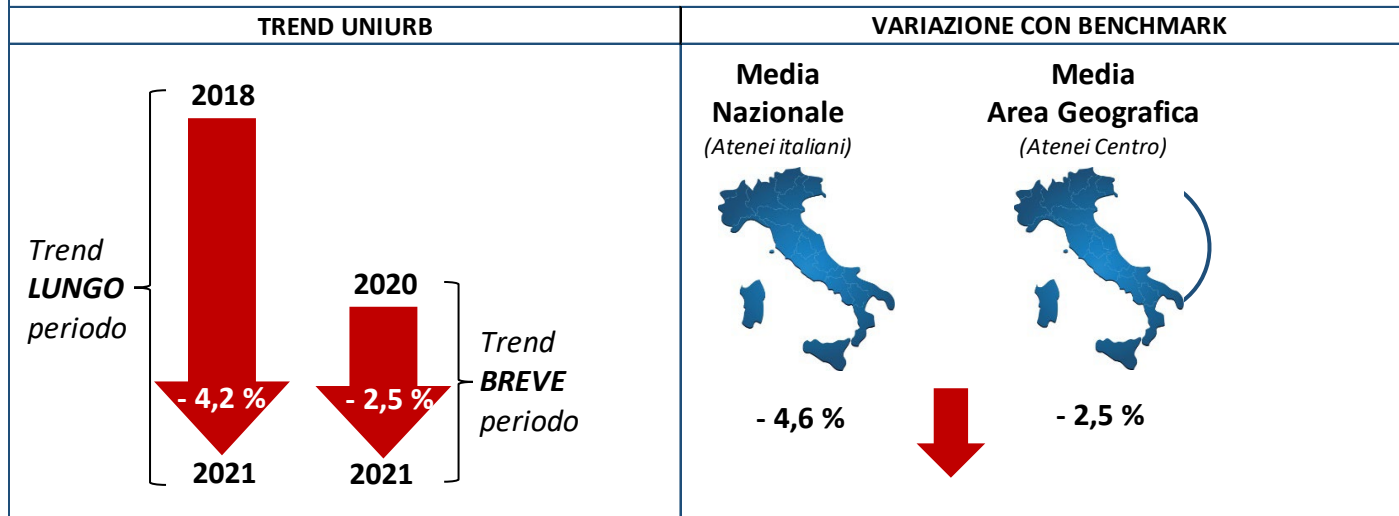 TREND UNIURB
2018
Trend
LUNGO
periodo
2020
Trend
BREVE
periodo
- 4,2 %
- 2,5 %
2021
2021
VARIAZIONE CON BENCHMARK
Media
Nazionale
(Atenei italiani)
Media
Area Geografica
(Atenei Centro)
- 4,6 %
- 2,5 %